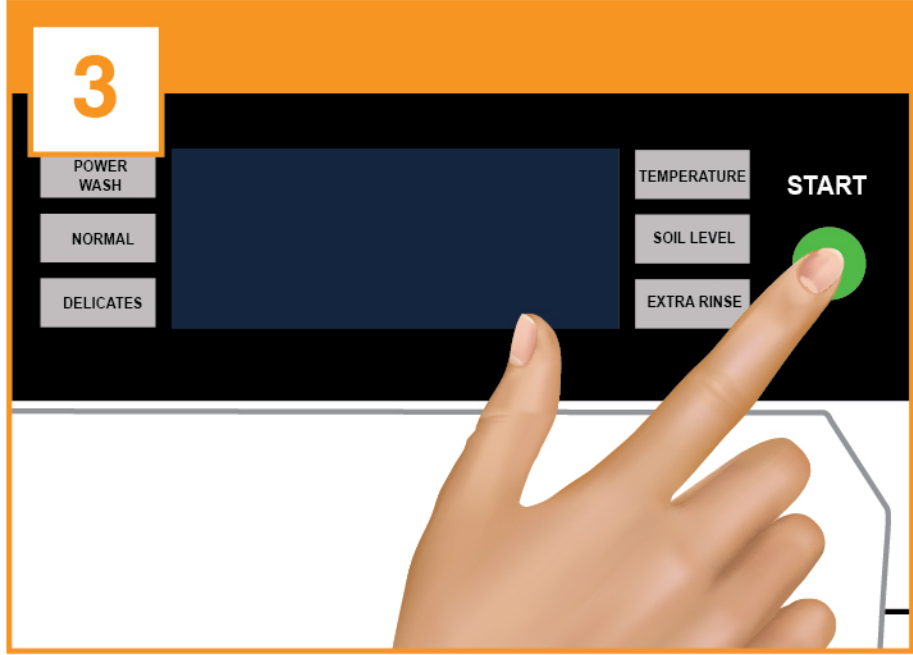 3
POWER
WASH
NORMAL
DELICATES
TEMPERATURE
SOIL LEVEL
EXTRA RINSE
START